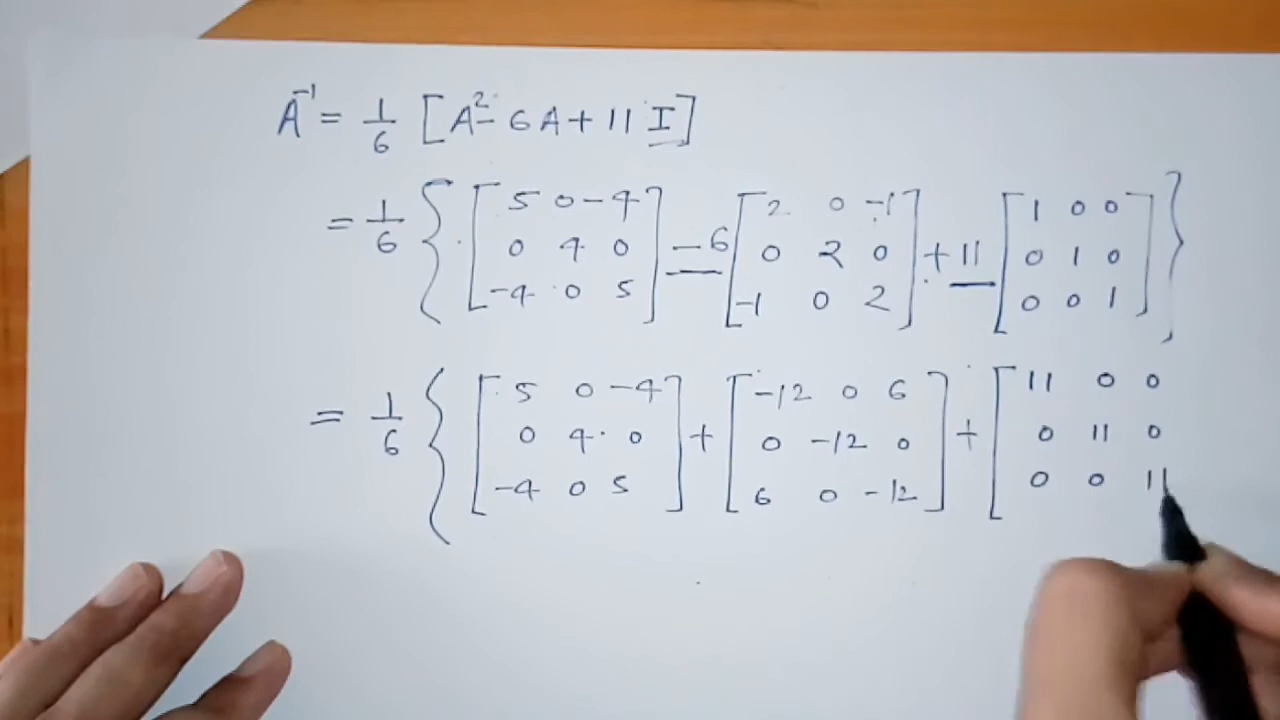 A⁻¹ = 1/6 [A² - 6A + 11 I]
= 1/6 { [5 0 -4 0 4 0 -4 0 5] - 6 [2 0 -1 0 2 0 -1 0 2] + 11 [1 0 0 0 1 0 0 0 1] }
= 1/6 { [5 0 -4 0 4 0 -4 0 5] + [-12 0 6 0 -12 0 6 0 -12] + [11 0 0 0 11 0 0 0 11